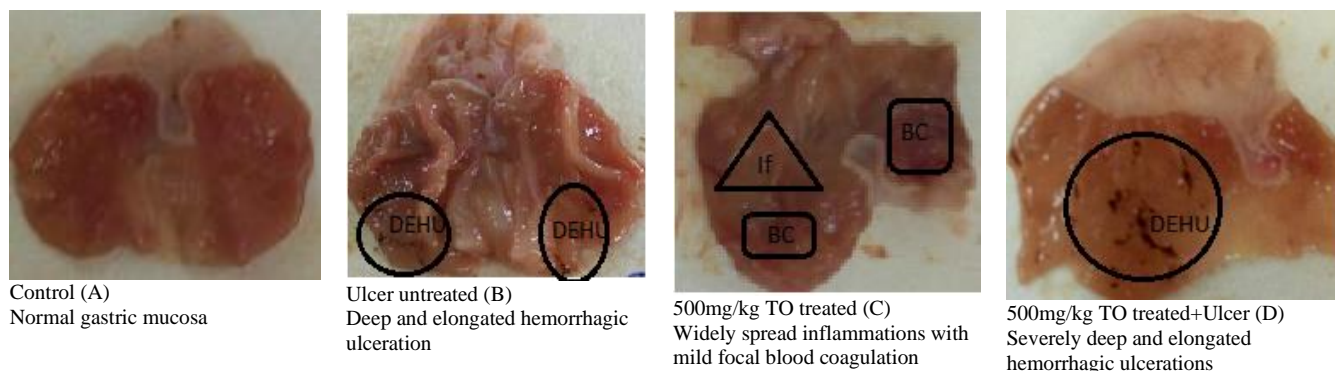 DEHU
DEHU
If
BC
BC
DEHU
Control (A)
Normal gastric mucosa
Ulcer untreated (B)
Deep and elongated hemorrhagic
ulceration
500mg/kg TO treated (C)
Widely spread inflammations with
mild focal blood coagulation
500mg/kg TO treated+Ulcer (D)
Severely deep and elongated
hemorrhagic ulcerations